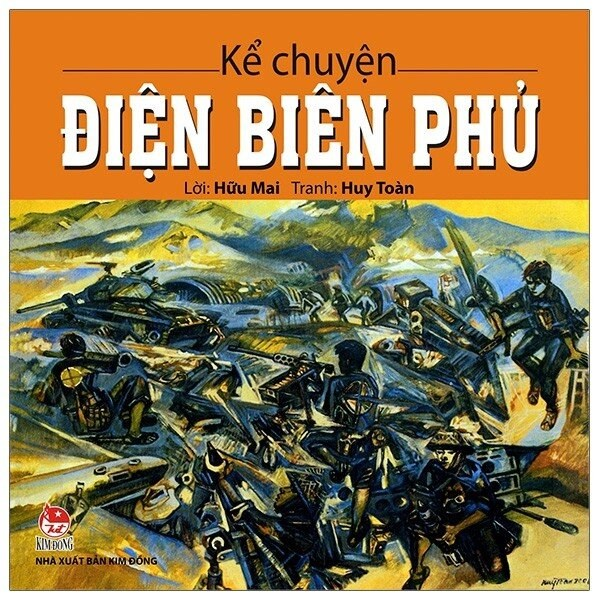 Kể chuyện
ĐIỆN BIÊN PHỦ
Lời: Hữu Mai Tranh: Huy Toàn
KIM ĐỒNG
NHÀ XUẤT BẢN KIM ĐỒNG